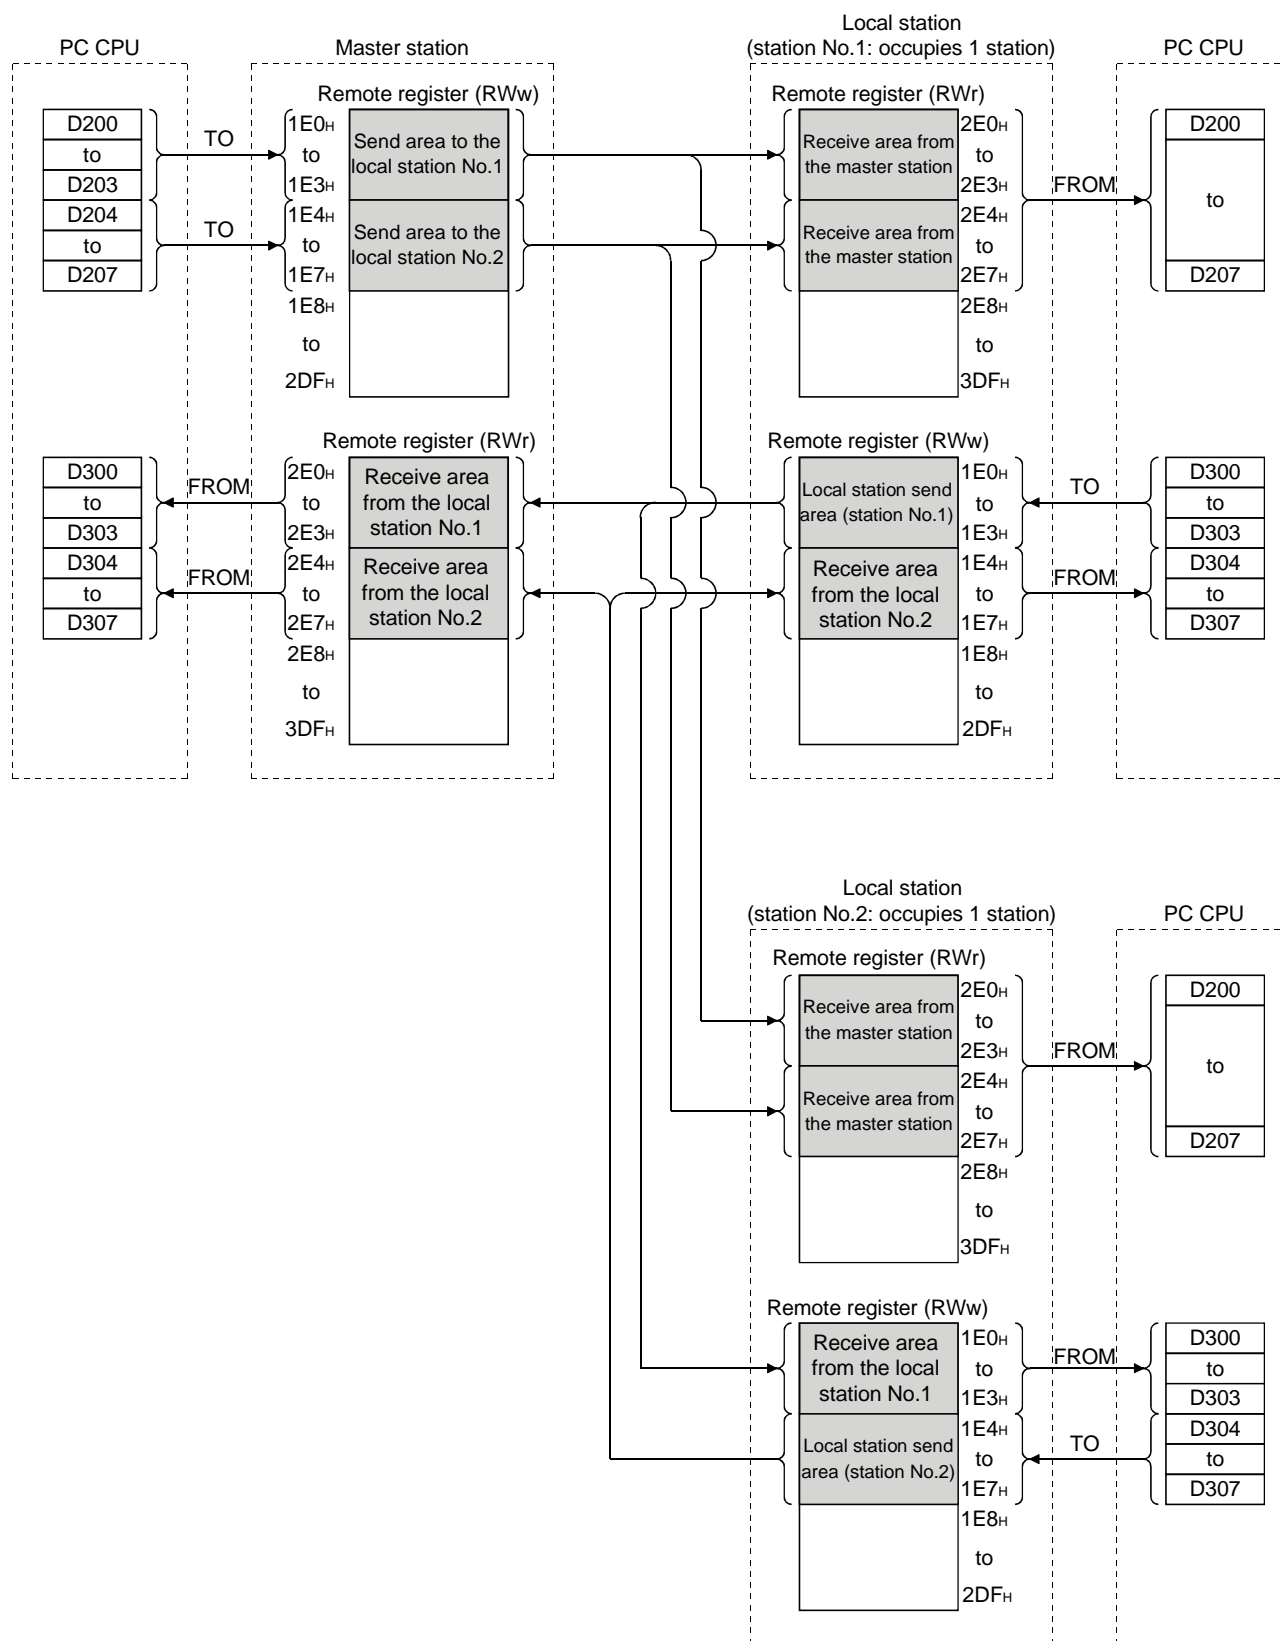 PC CPU
Master station
Local station
(station No.1: occupies 1 station)
PC CPU
Remote register (RWw)
D200
to
D203
D204
to
D207
TO
TO
1E0H
to
1E3H
1E4H
to
1E7H
1E8H
to
2DFH
Send area to the
local station No.1
Send area to the
local station No.2
Remote register (RWr)
Receive area from
the master station
Receive area from
the master station
2E0H
to
2E3H
2E4H
to
2E7H
2E8H
to
3DFH
FROM
D200
to
D207
Remote register (RWr)
D300
to
D303
D304
to
D307
FROM
FROM
2E0H
to
2E3H
2E4H
to
2E7H
2E8H
to
3DFH
Receive area
from the local
station No.1
Receive area
from the local
station No.2
Remote register (RWw)
Local station send
area (station No.1)
Receive area
from the local
station No.2
1E0H
to
1E3H
1E4H
to
1E7H
1E8H
to
2DFH
TO
FROM
D300
to
D303
D304
to
D307
Local station
(station No.2: occupies 1 station)
PC CPU
Remote register (RWr)
Receive area from
the master station
Receive area from
the master station
2E0H
to
2E3H
2E4H
to
2E7H
2E8H
to
3DFH
FROM
D200
to
D207
Remote register (RWw)
Receive area
from the local
station No.1
Local station send
area (station No.2)
1E0H
to
1E3H
1E4H
to
1E7H
1E8H
to
2DFH
FROM
TO
D300
to
D303
D304
to
D307